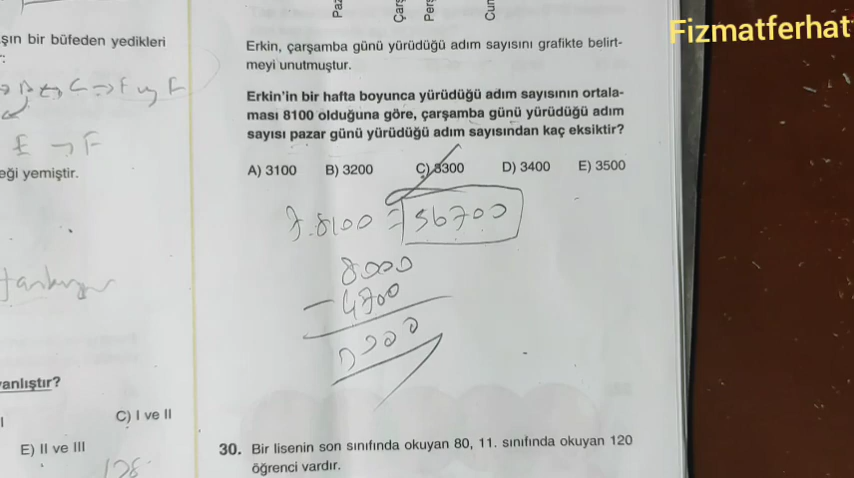 Paz
Çarş
Perş
Cum
Fizmatferhat
şın bir büfeden yedikleri
r:
E → F
eği yemiştir.
anlıştır?
I
C) I ve II
E) II ve III
128
Erkin, çarşamba günü yürüdüğü adım sayısını grafikte belirt-
meyi unutmuştur.
Erkin'in bir hafta boyunca yürüdüğü adım sayısının ortala-
ması 8100 olduğuna göre, çarşamba günü yürüdüğü adım
sayısı pazar günü yürüdüğü adım sayısından kaç eksiktir?
A) 3100 B) 3200 C) 3300 D) 3400 E) 3500
7.8100 = 56700
8000
- 4700
3300
30. Bir lisenin son sınıfında okuyan 80, 11. sınıfında okuyan 120
öğrenci vardır.